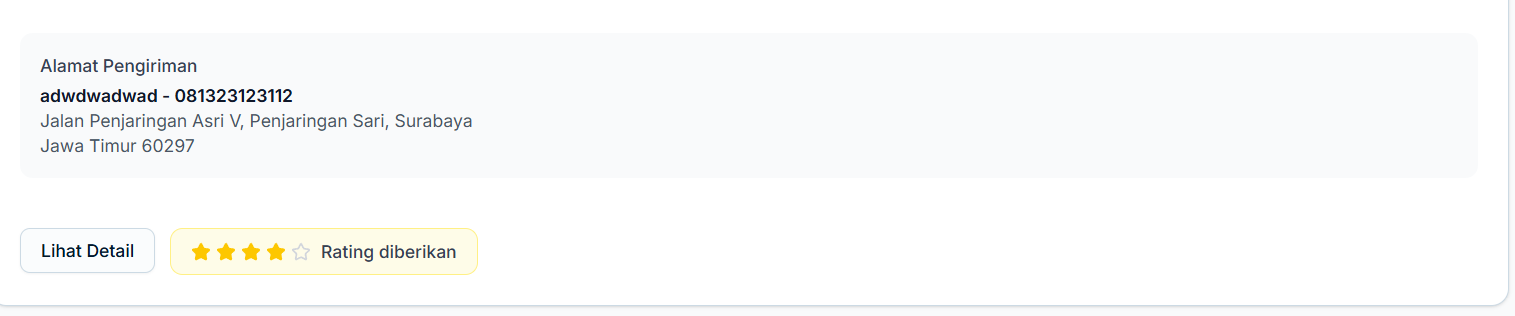 Alamat Pengiriman
adwdwadwad - 081323123112
Jalan Penjaringan Asri V, Penjaringan Sari, Surabaya
Jawa Timur 60297
Lihat Detail
Rating diberikan